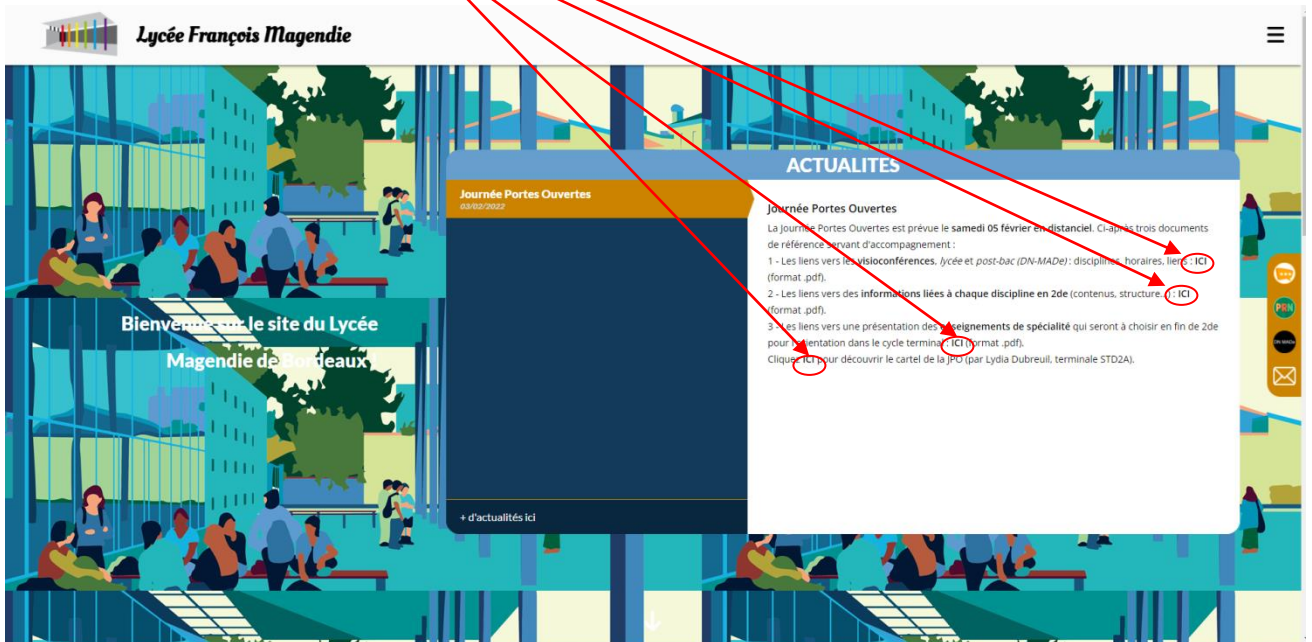 Lycée François Magendie
ACTUALITES
Journée Portes Ouvertes
03/02/2022
Journée Portes Ouvertes
La Journée Portes Ouvertes est prévue le samedi 05 février en distanciel. Ci-après trois documents
de référence servant d'accompagnement :
1 - Les liens vers les visioconférences, lycée et post-bac (DN-MADe) : disciplines, horaires, liens : ICI
(format .pdf).
2 - Les liens vers des informations liées à chaque discipline en 2de (contenus, structure...) : ICI
(format .pdf).
3 - Les liens vers une présentation des enseignements de spécialité qui seront à choisir en fin de 2de
pour l'orientation dans le cycle terminal : ICI (format .pdf).
Cliquez ICI pour découvrir le cartel de la JPO (par Lydia Dubreuil, terminale STD2A).
Bienvenue sur le site du Lycée
Magendie de Bordeaux !
+ d'actualités ici
PRN
DN MADe